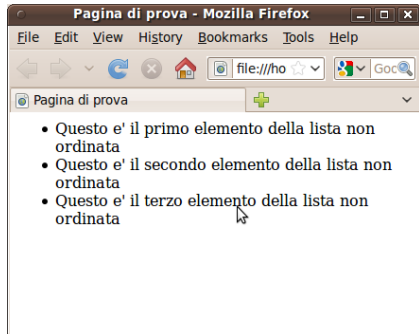 Pagina di prova - Mozilla Firefox
File Edit View History Bookmarks Tools Help
file:///ho Goo
Pagina di prova
• Questo e' il primo elemento della lista non
ordinata
• Questo e' il secondo elemento della lista non
ordinata
• Questo e' il terzo elemento della lista non
ordinata